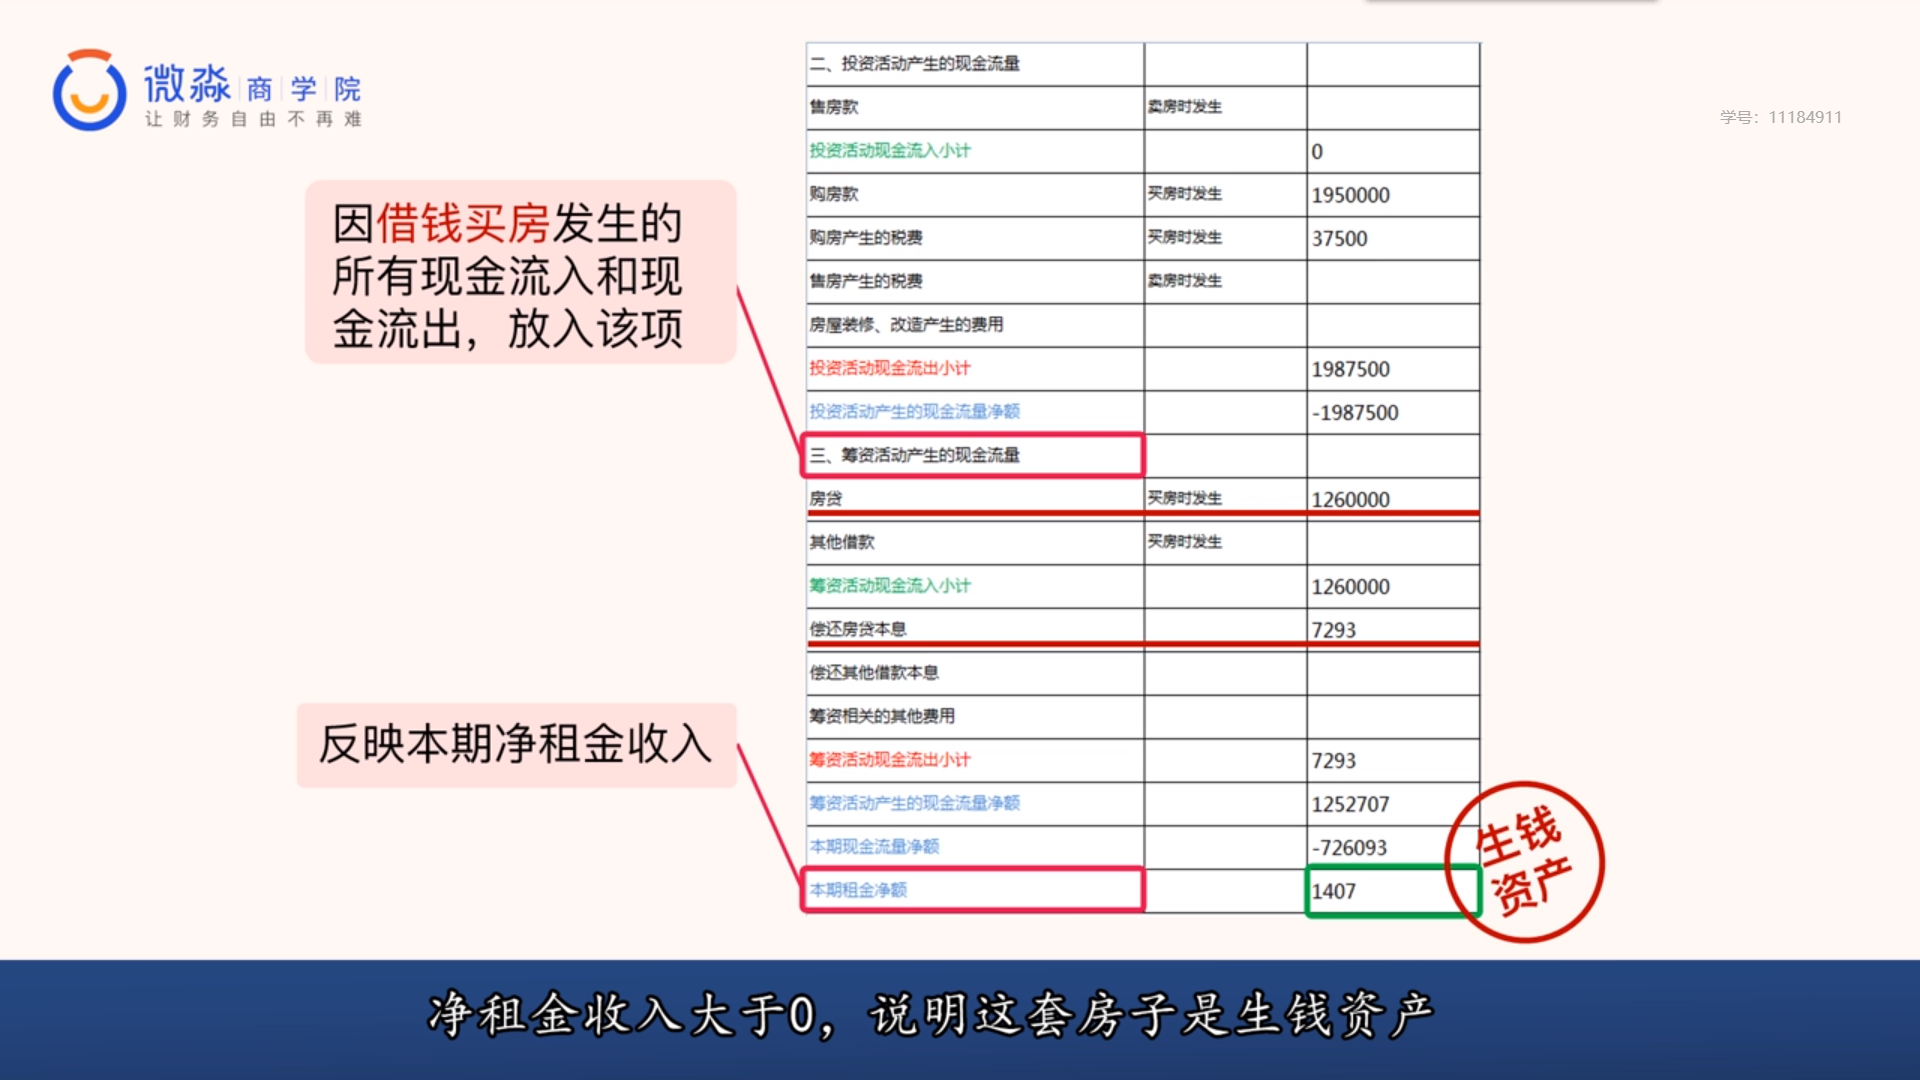 微淼商学院
让财务自由不再难
学号：11184911
因借钱买房发生的
所有现金流入和现
金流出，放入该项
反映本期净租金收入
二、投资活动产生的现金流量
售房款 卖房时发生
投资活动现金流入小计 0
购房款 买房时发生 1950000
购房产生的税费 买房时发生 37500
售房产生的税费 卖房时发生
房屋装修、改造产生的费用
投资活动现金流出小计 1987500
投资活动产生的现金流量净额 -1987500
三、筹资活动产生的现金流量
房贷 买房时发生 1260000
其他借款 买房时发生
筹资活动现金流入小计 1260000
偿还房贷本息 7293
偿还其他借款本息
筹资相关的其他费用
筹资活动现金流出小计 7293
筹资活动产生的现金流量净额 1252707
本期现金流量净额 -726093
本期租金净额 1407
生钱
资产
净租金收入大于0，说明这套房子是生钱资产